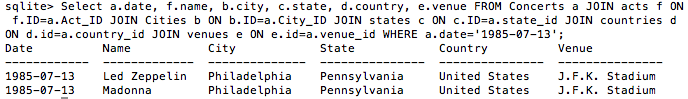 sqlite> Select a.date, f.name, b.city, c.state, d.country, e.venue FROM Concerts a JOIN acts f ON
 f.ID=a.Act_ID JOIN Cities b ON b.ID=a.City_ID JOIN states c ON c.ID=a.state_id JOIN countries d
ON d.id=a.country_id JOIN venues e ON e.id=a.venue_id WHERE a.date='1985-07-13';
Date        Name          City          State         Country        Venue
----------  ------------  ------------  ------------  -------------  --------------
1985-07-13  Led Zeppelin  Philadelphia  Pennsylvania  United States  J.F.K. Stadium
1985-07-13  Madonna       Philadelphia  Pennsylvania  United States  J.F.K. Stadium